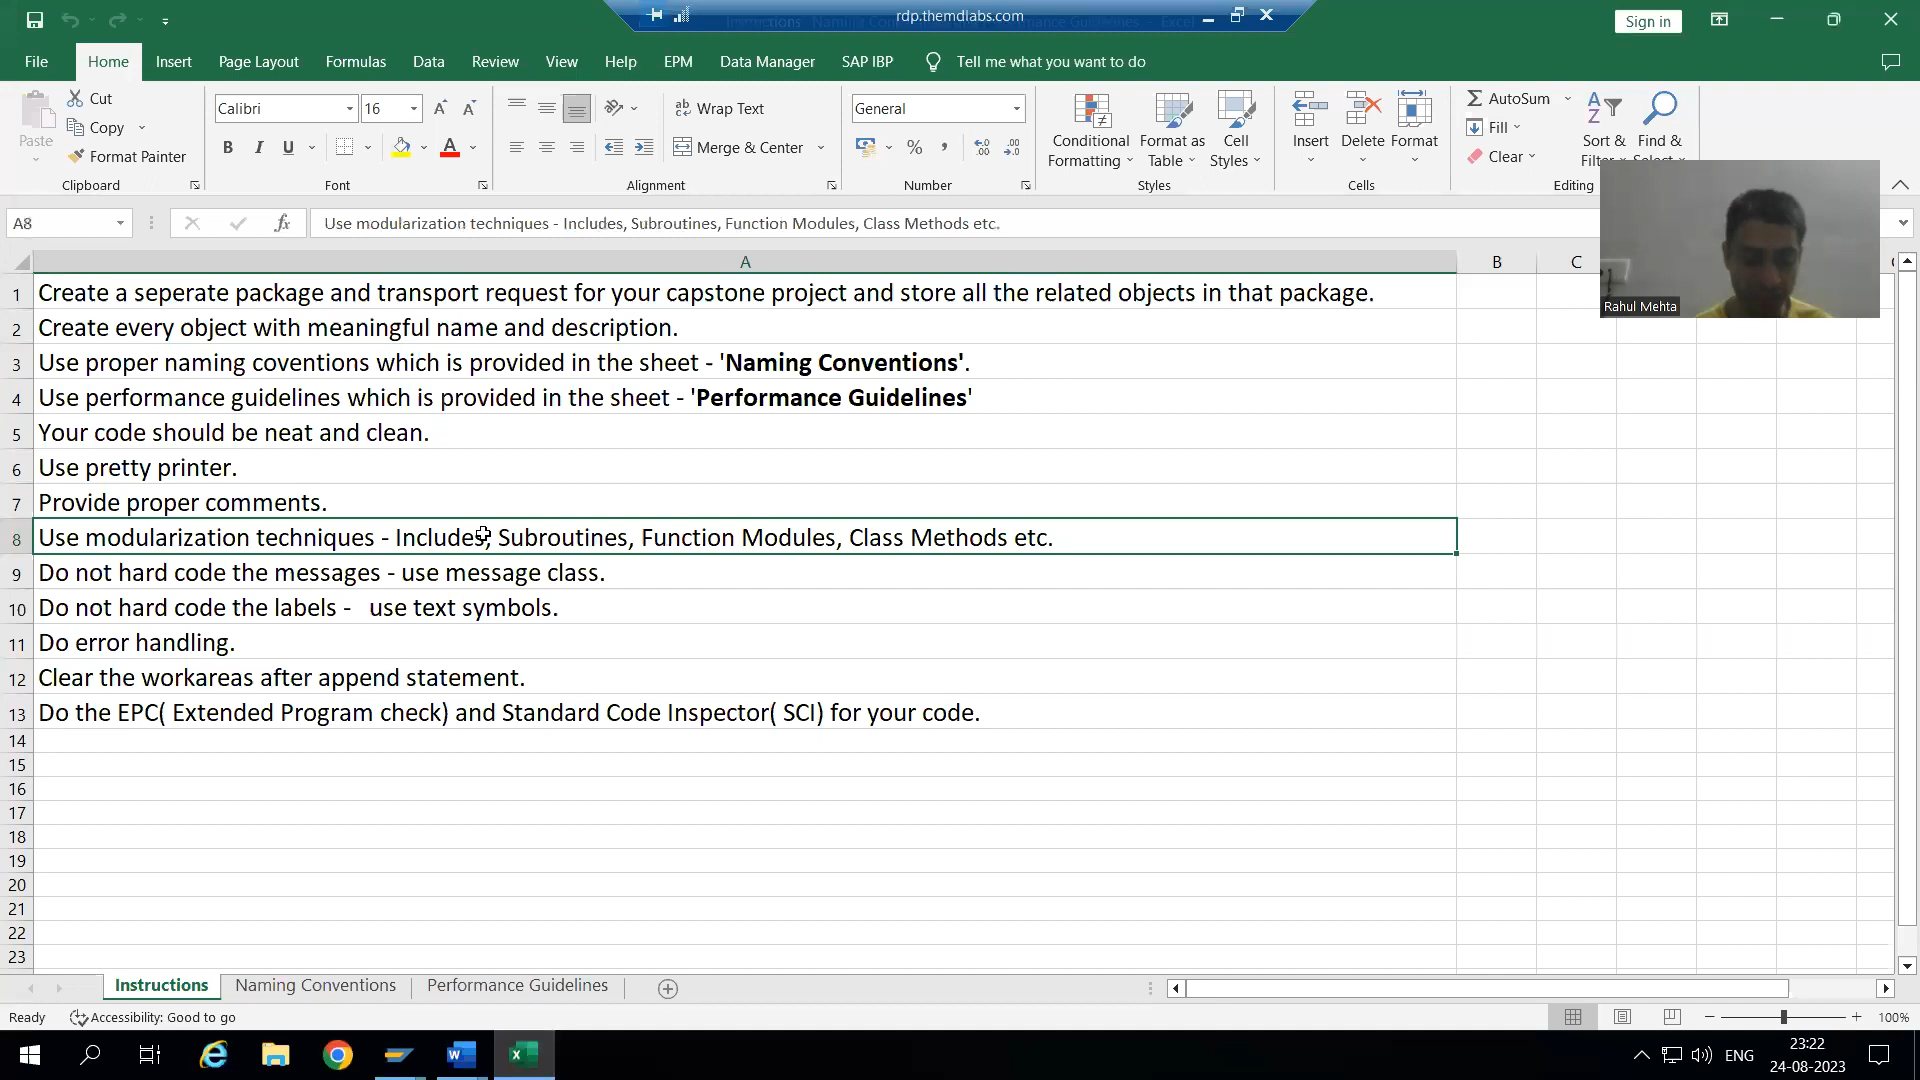 rdp.themdlabs.com
Sign in
File Home Insert Page Layout Formulas Data Review View Help EPM Data Manager SAP IBP Tell me what you want to do
Cut
Copy
Format Painter
Paste
Clipboard
Calibri 16
B I U A
Font
Wrap Text
Merge & Center
Alignment
General
%
Number
Conditional Formatting
Format as Table
Cell Styles
Styles
Insert
Delete
Format
Cells
AutoSum
Fill
Clear
Sort &
Find &
Editing
Rahul Mehta
A8 fx Use modularization techniques - Includes, Subroutines, Function Modules, Class Methods etc.
A B C
1 Create a seperate package and transport request for your capstone project and store all the related objects in that package.
2 Create every object with meaningful name and description.
3 Use proper naming coventions which is provided in the sheet - 'Naming Conventions'.
4 Use performance guidelines which is provided in the sheet - 'Performance Guidelines'
5 Your code should be neat and clean.
6 Use pretty printer.
7 Provide proper comments.
8 Use modularization techniques - Includes, Subroutines, Function Modules, Class Methods etc.
9 Do not hard code the messages - use message class.
10 Do not hard code the labels -   use text symbols.
11 Do error handling.
12 Clear the workareas after append statement.
13 Do the EPC( Extended Program check) and Standard Code Inspector( SCI) for your code.
14
15
16
17
18
19
20
21
22
23
Instructions Naming Conventions Performance Guidelines
Ready Accessibility: Good to go 100%
ENG
23:22
24-08-2023